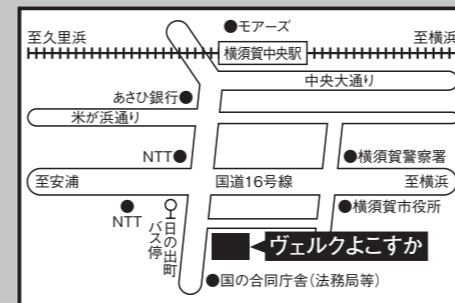 ●モアーズ
至久里浜
至横浜
横須賀中央駅
中央大通り
あさひ銀行●
米が浜通り
NTT●
●横須賀警察署
至安浦
国道16号線
至横浜
●
NTT
日の出町
バス停
●横須賀市役所
ヴェルクよこすか
●国の合同庁舎(法務局等)